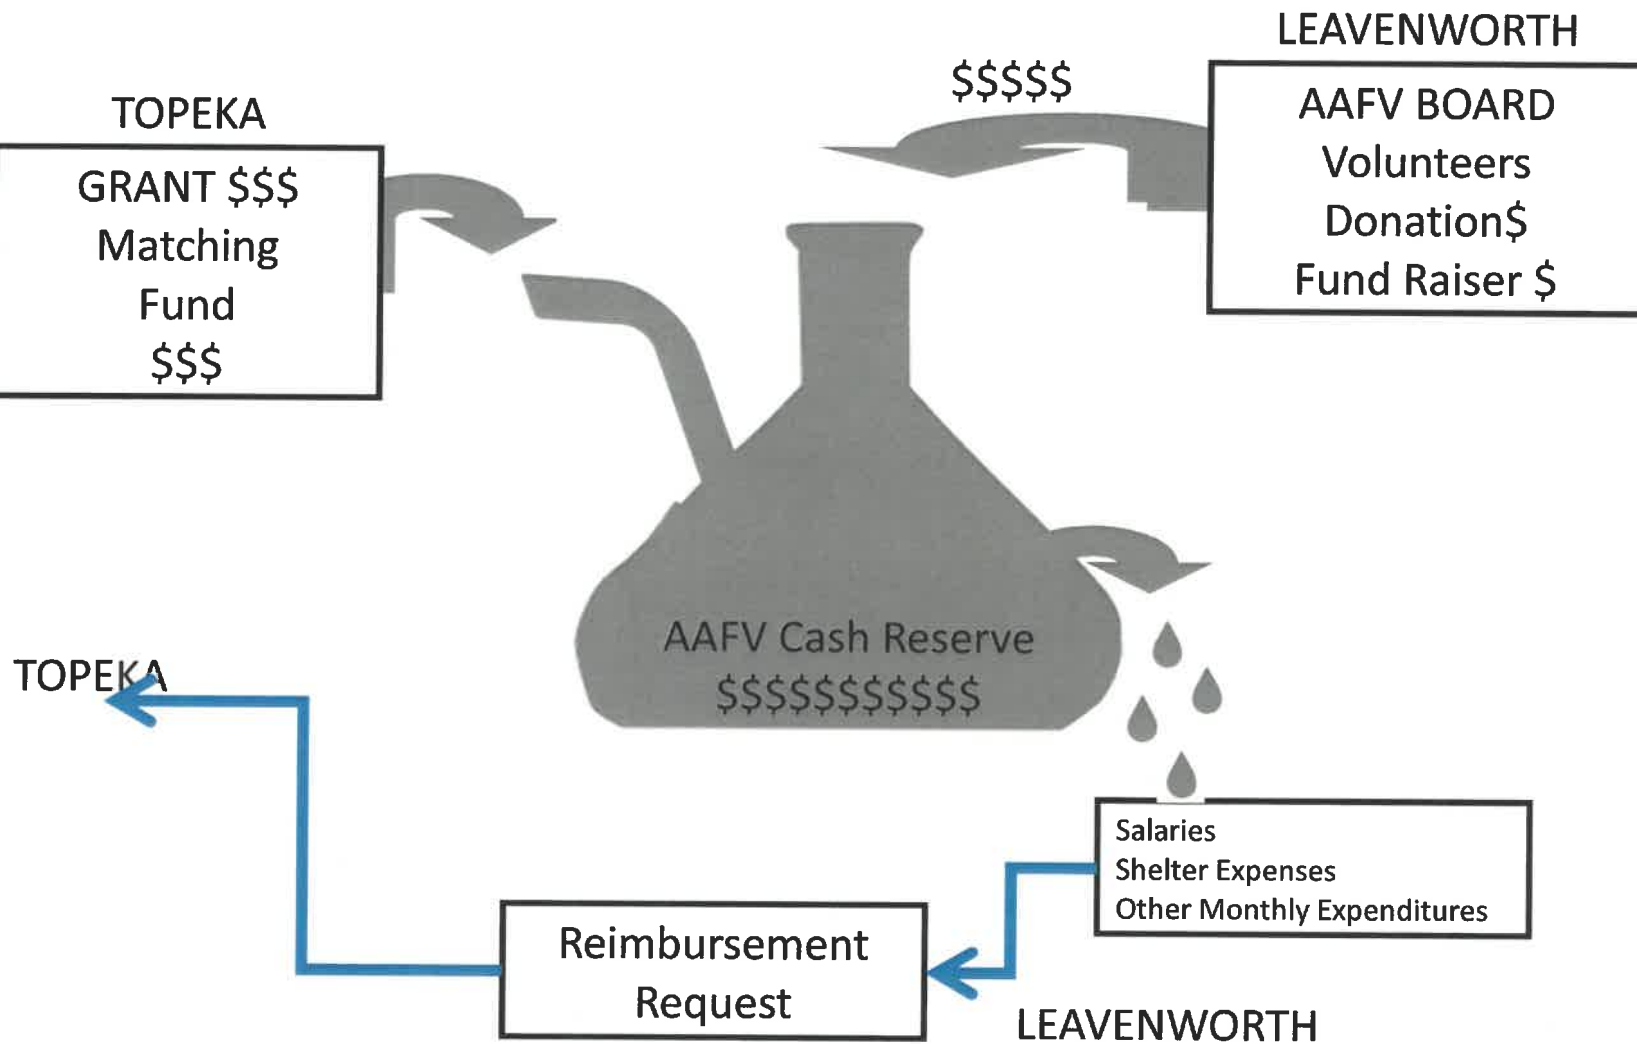 LEAVENWORTH
$$$$$
AAFV BOARD
Volunteers
Donation$
Fund Raiser $
TOPEKA
GRANT $$$
Matching
Fund
$$$
AAFV Cash Reserve
$$$$$$$$$$$
TOPEKA
Salaries
Shelter Expenses
Other Monthly Expenditures
Reimbursement
Request
LEAVENWORTH